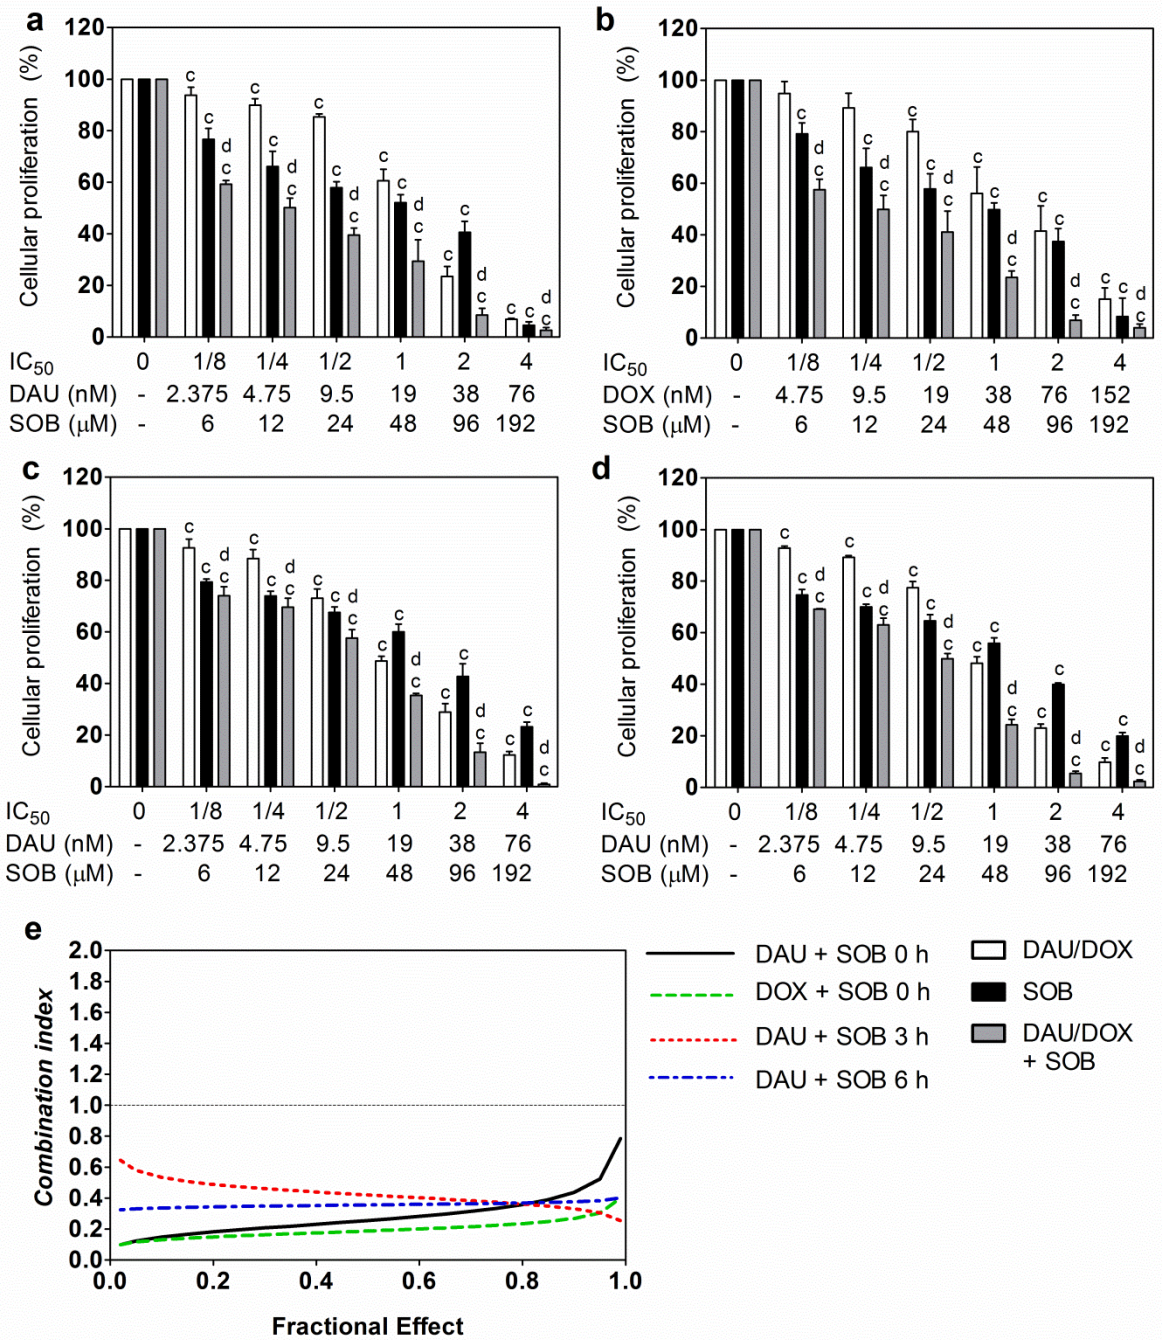 a
120
100
80
60
40
20
0
Cellular proliferation (%)
c c d c
c c d c
c c d c
c c d c
c c d c
c c d c
IC50 0 1/8 1/4 1/2 1 2 4
DAU (nM) - 2.375 4.75 9.5 19 38 76
SOB (μM) - 6 12 24 48 96 192
b
120
100
80
60
40
20
0
Cellular proliferation (%)
c d c
c d c
c c d c
c c d c
c c d c
c c d c
IC50 0 1/8 1/4 1/2 1 2 4
DOX (nM) - 4.75 9.5 19 38 76 152
SOB (μM) - 6 12 24 48 96 192
c
120
100
80
60
40
20
0
Cellular proliferation (%)
c c d c
c c d c
c c d c
c c d c
c c d c
c c d c
IC50 0 1/8 1/4 1/2 1 2 4
DAU (nM) - 2.375 4.75 9.5 19 38 76
SOB (μM) - 6 12 24 48 96 192
d
120
100
80
60
40
20
0
Cellular proliferation (%)
c c d c
c c d c
c c d c
c c d c
c c d c
c c d c
IC50 0 1/8 1/4 1/2 1 2 4
DAU (nM) - 2.375 4.75 9.5 19 38 76
SOB (μM) - 6 12 24 48 96 192
e
2.0
1.8
1.6
1.4
1.2
1.0
0.8
0.6
0.4
0.2
0.0
Combination index
0.0 0.2 0.4 0.6 0.8 1.0
Fractional Effect
DAU + SOB 0 h
DOX + SOB 0 h
DAU + SOB 3 h
DAU + SOB 6 h
DAU/DOX
SOB
DAU/DOX
+ SOB